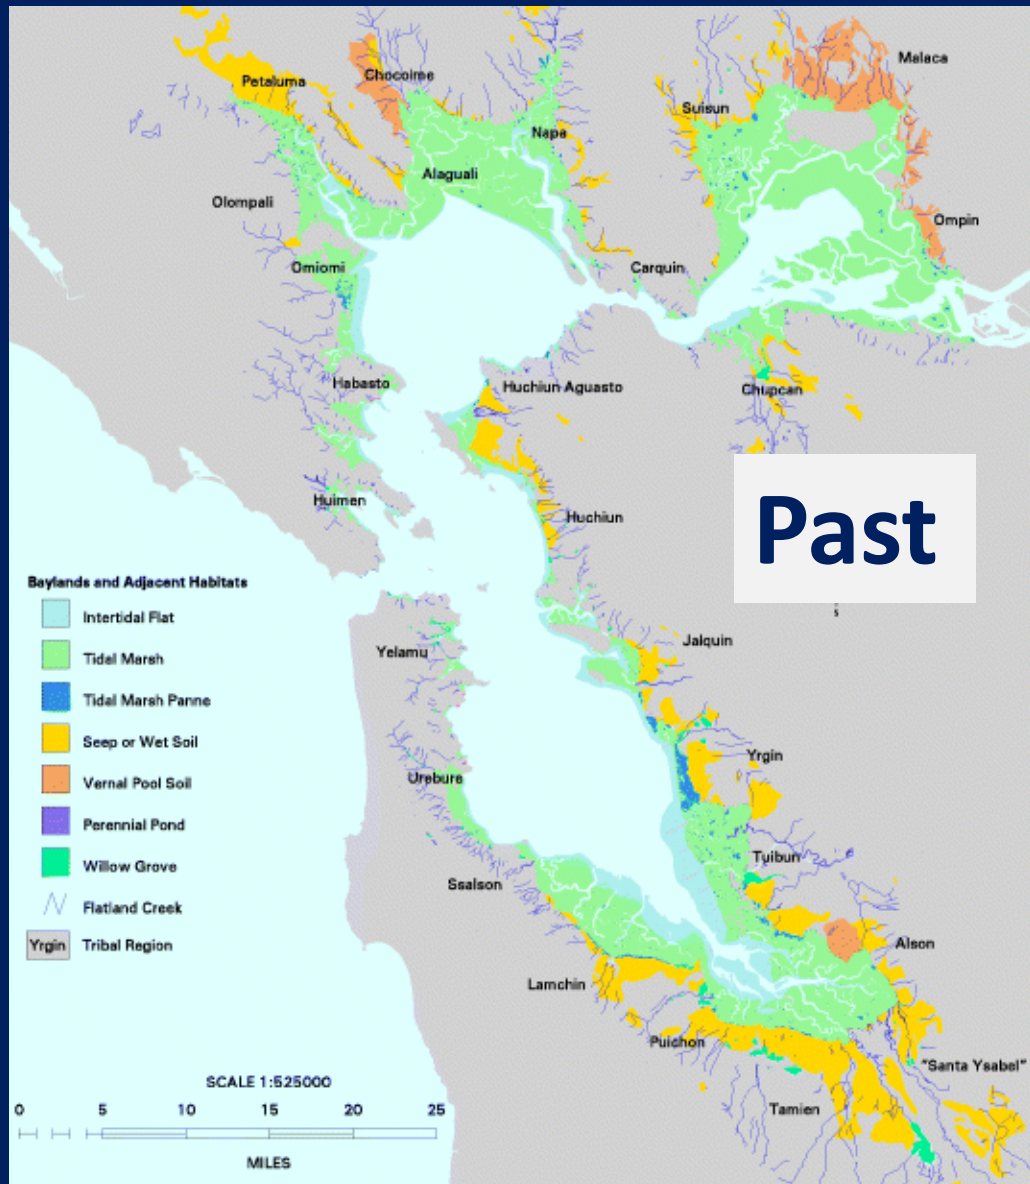 Malaca
Chocoime
Petaluma
Suisun
Napa
Alaguali
Olompali
Ompin
Omiomi
Carquin
Habasto
Huchiun-Aguasto
Chupcan
Huimen
Huchiun
Past
s
Baylands and Adjacent Habitats
Intertidal Flat
Tidal Marsh
Tidal Marsh Panne
Seep or Wet Soil
Vernal Pool Soil
Perennial Pond
Willow Grove
Flatland Creek
Yrgin Tribal Region
Jalquin
Yelamu
Yrgin
Urebure
Tuibun
Ssalson
Alson
Lamchin
Puichon
"Santa Ysabel"
Tamien
SCALE 1:525000
0 5 10 15 20 25
MILES